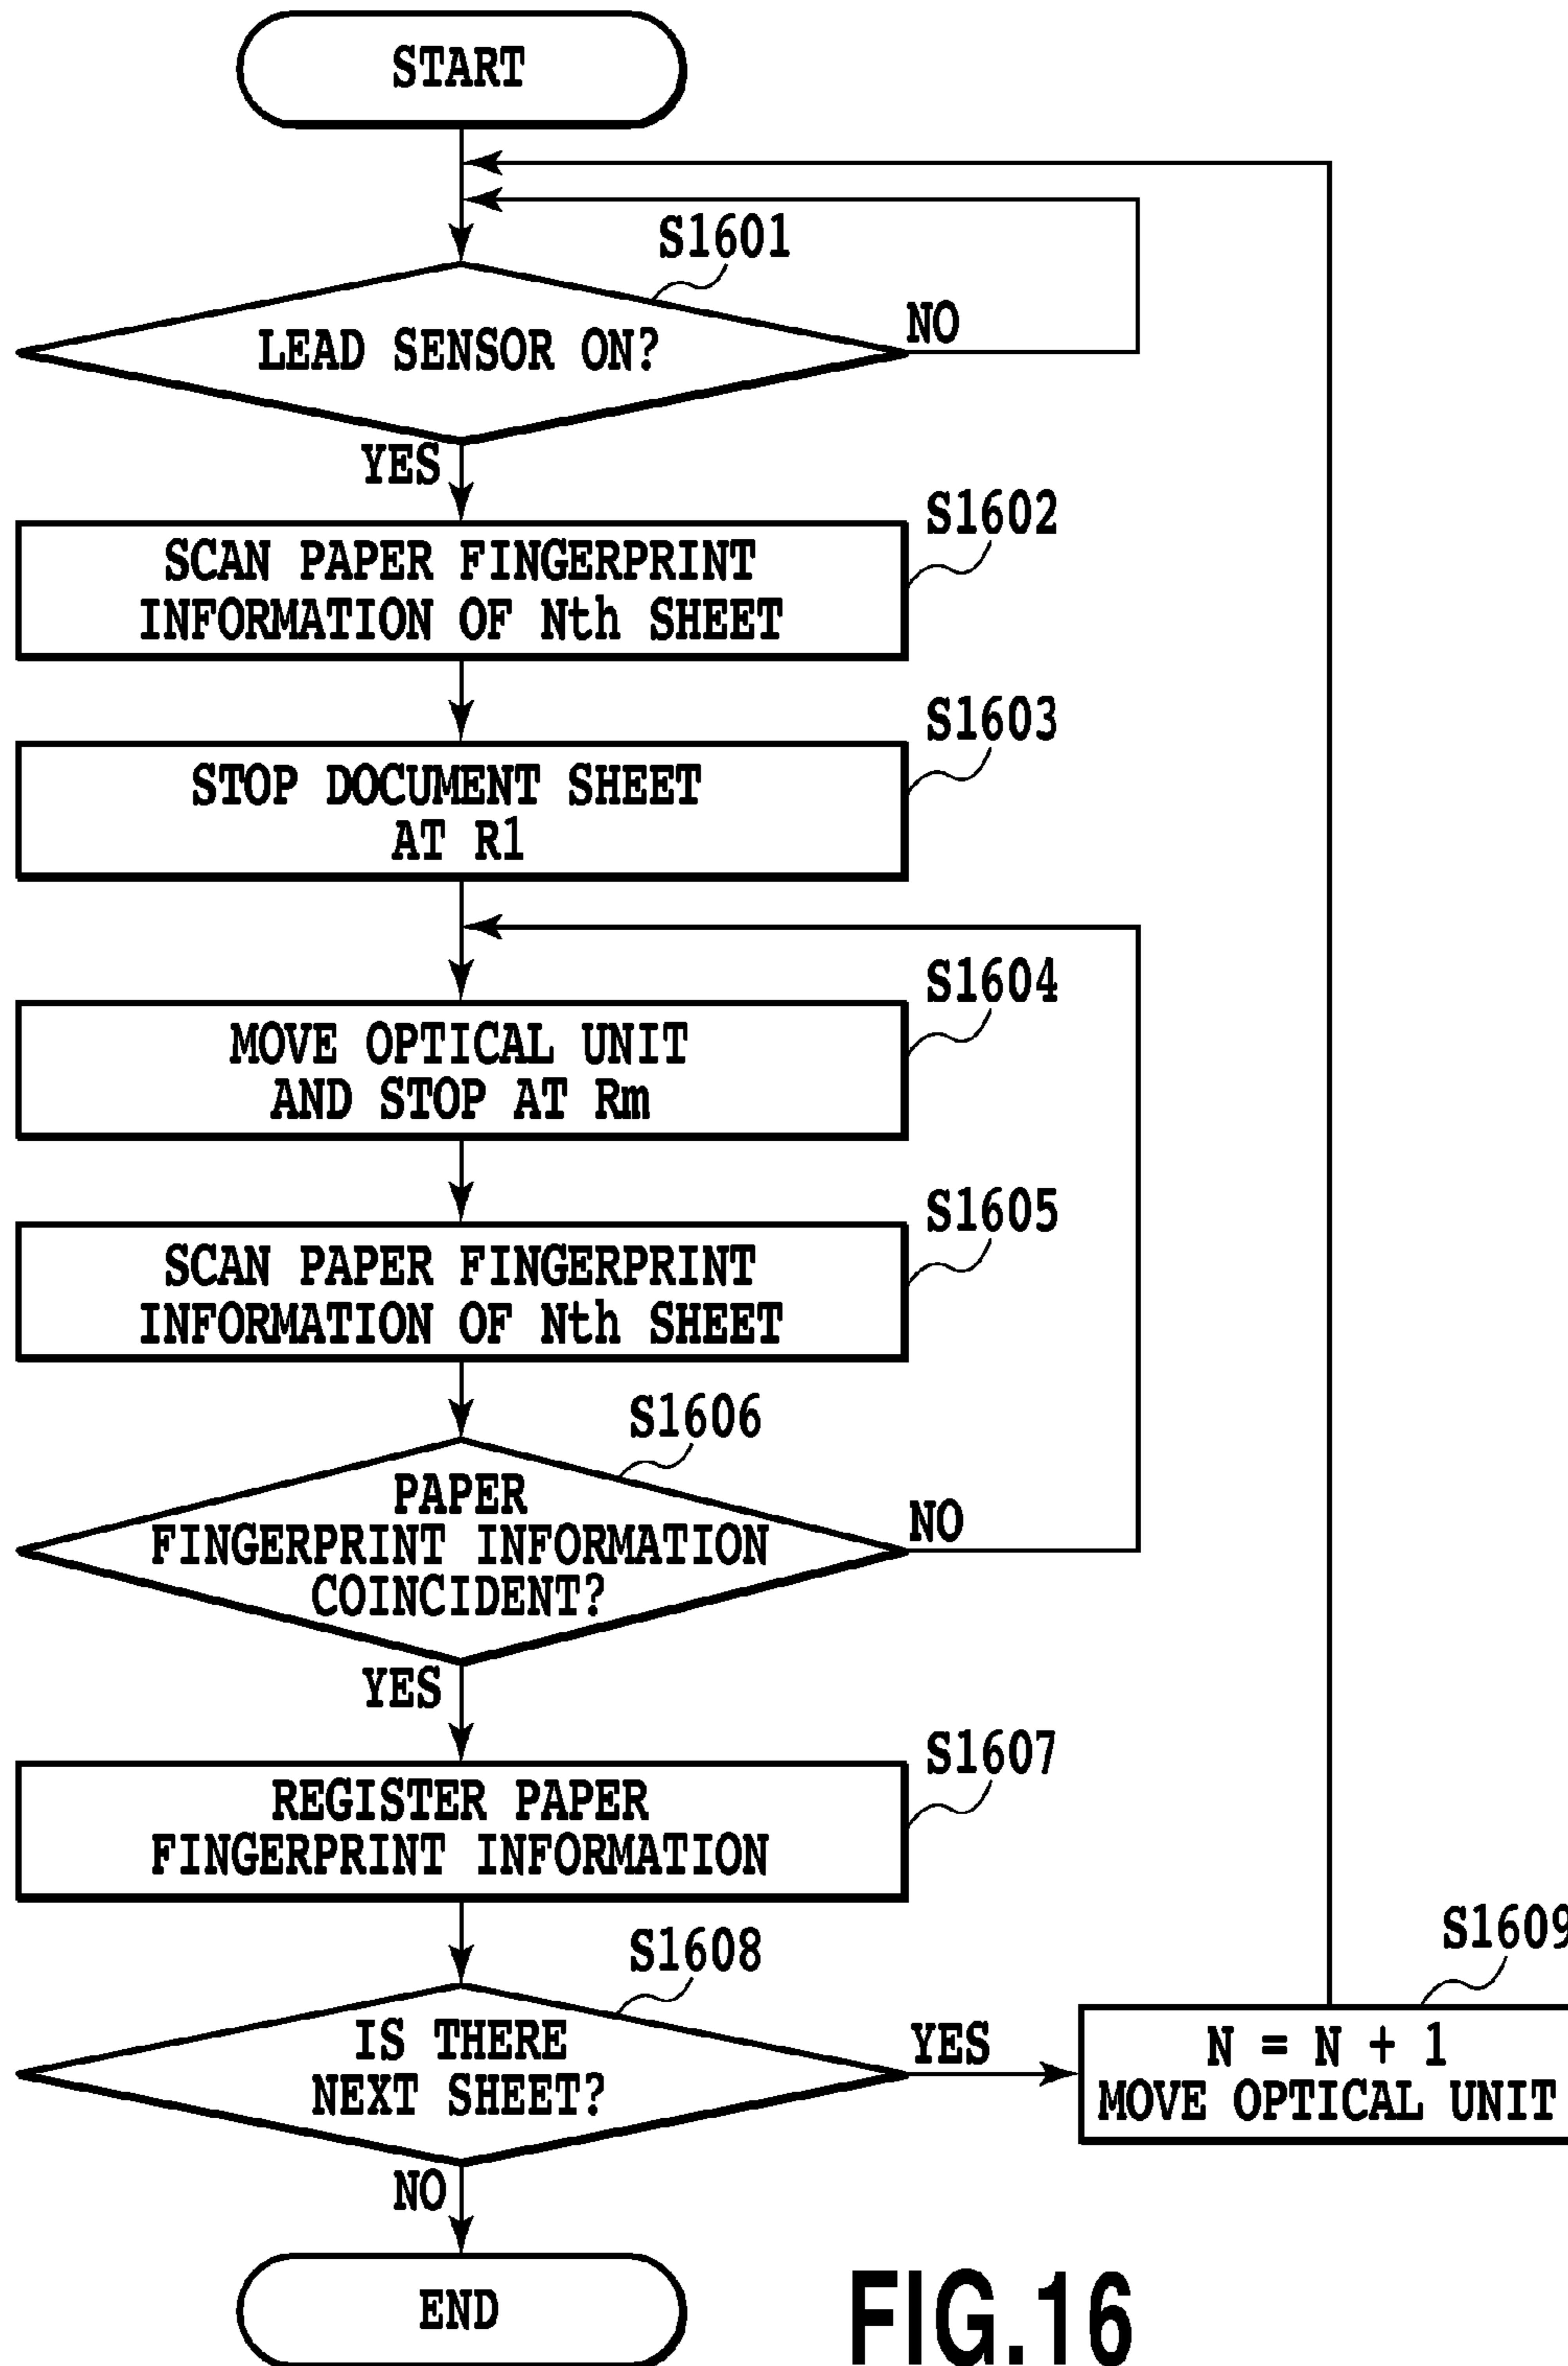 START
S1601
LEAD SENSOR ON?
NO
YES
S1602
SCAN PAPER FINGERPRINT
INFORMATION OF Nth SHEET
S1603
STOP DOCUMENT SHEET
AT R1
S1604
MOVE OPTICAL UNIT
AND STOP AT Rm
S1605
SCAN PAPER FINGERPRINT
INFORMATION OF Nth SHEET
S1606
PAPER
FINGERPRINT INFORMATION
COINCIDENT?
NO
YES
S1607
REGISTER PAPER
FINGERPRINT INFORMATION
S1608
IS THERE
NEXT SHEET?
YES
S1609
N = N + 1
MOVE OPTICAL UNIT
NO
END
FIG.16